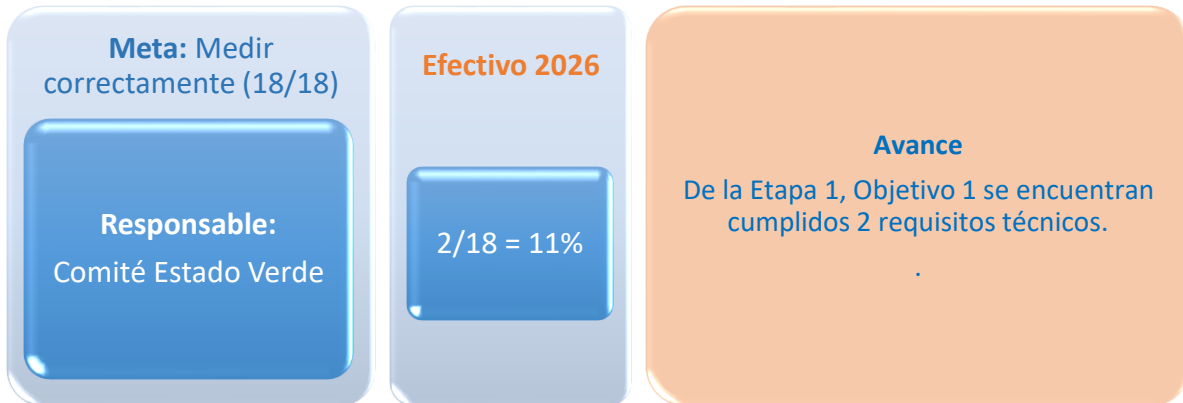 Meta: Medir
correctamente (18/18)
Responsable:
Comité Estado Verde
Efectivo 2026
2/18 = 11%
Avance
De la Etapa 1, Objetivo 1 se encuentran
cumplidos 2 requisitos técnicos.
.